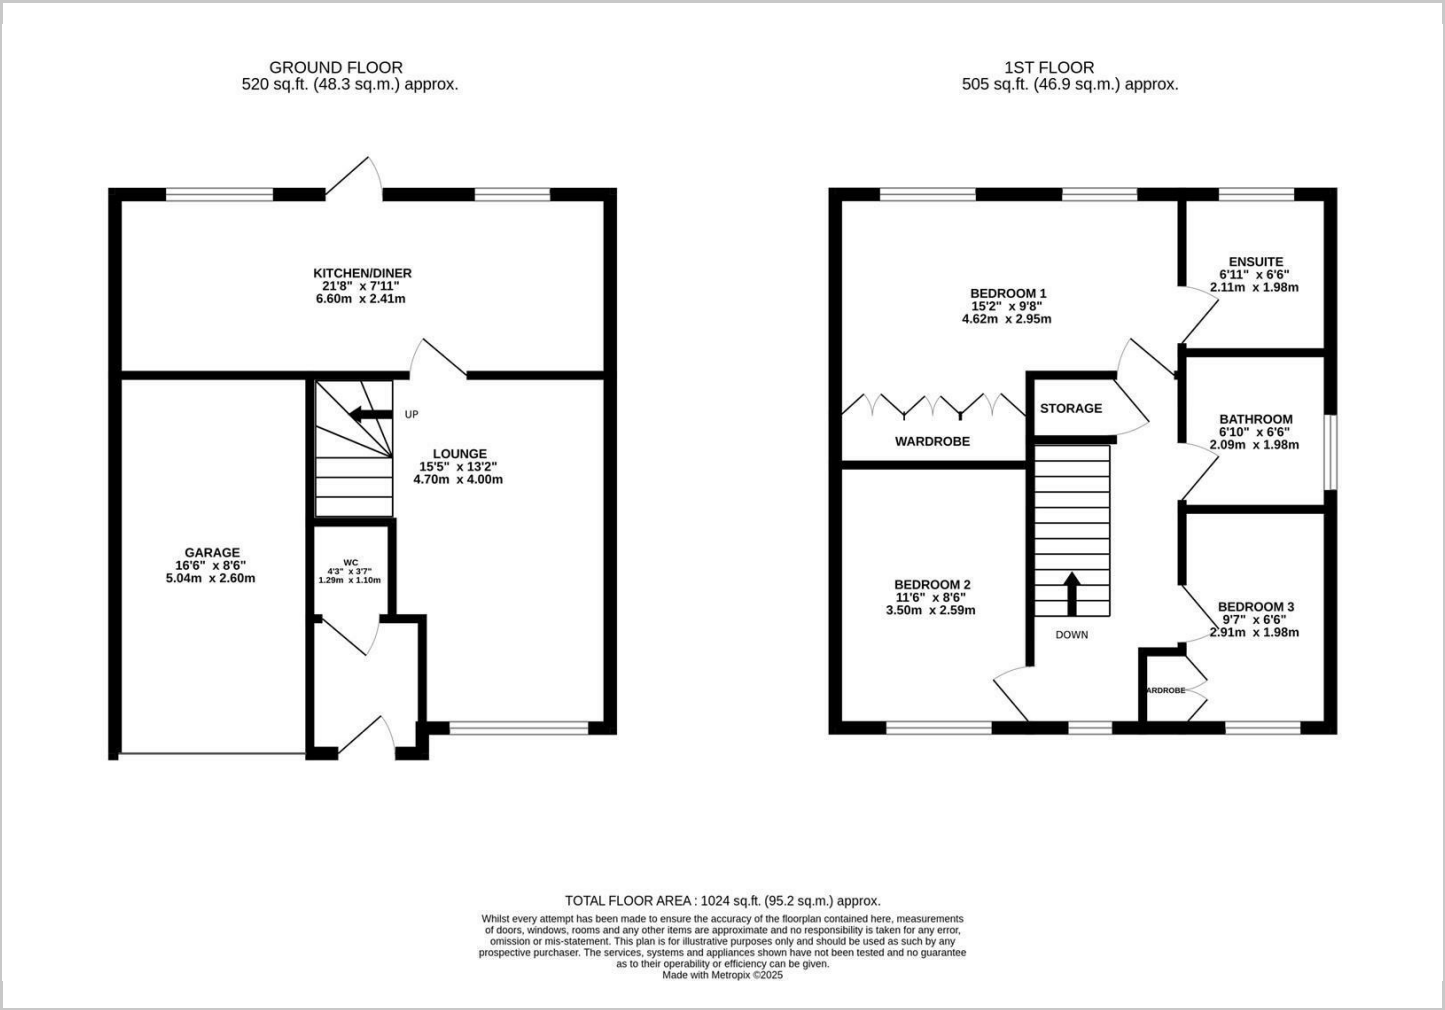 GROUND FLOOR
520 sq.ft. (48.3 sq.m.) approx.
KITCHEN/DINER
21'8" x 7'11"
6.60m x 2.41m
UP
LOUNGE
15'5" x 13'2"
4.70m x 4.00m
GARAGE
16'6" x 8'6"
5.04m x 2.60m
WC
4'3" x 3'7"
1.29m x 1.10m
1ST FLOOR
505 sq.ft. (46.9 sq.m.) approx.
ENSUITE
6'11" x 6'6"
2.11m x 1.98m
BEDROOM 1
15'2" x 9'8"
4.62m x 2.95m
STORAGE
WARDROBE
BATHROOM
6'10" x 6'6"
2.09m x 1.98m
BEDROOM 2
11'6" x 8'6"
3.50m x 2.59m
DOWN
BEDROOM 3
9'7" x 6'6"
2.91m x 1.98m
ARDROBE
TOTAL FLOOR AREA : 1024 sq.ft. (95.2 sq.m.) approx.
Whilst every attempt has been made to ensure the accuracy of the floorplan contained here, measurements
of doors, windows, rooms and any other items are approximate and no responsibility is taken for any error,
omission or mis-statement. This plan is for illustrative purposes only and should be used as such by any
prospective purchaser. The services, systems and appliances shown have not been tested and no guarantee
as to their operability or efficiency can be given.
Made with Metropix ©2025